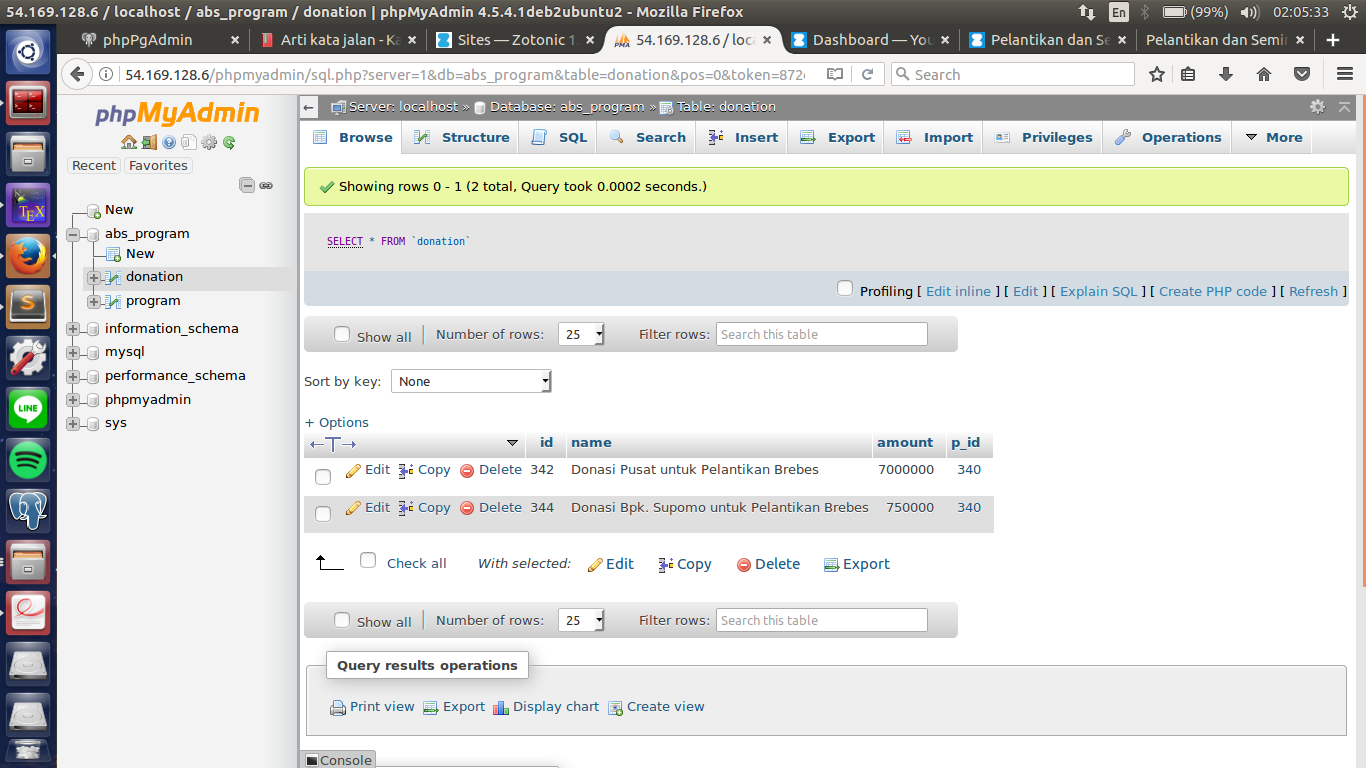 54.169.128.6 / localhost / abs_program / donation | phpMyAdmin 4.5.4.1deb2ubuntu2 - Mozilla Firefox
En (99%) 02:05:33
phpPgAdmin Arti kata jalan - Ka Sites — Zotonic 1. PMA 54.169.128.6 / loca Dashboard — You Pelantikan dan Se Pelantikan dan Semin
54.169.128.6/phpmyadmin/sql.php?server=1&db=abs_program&table=donation&pos=0&token=872 Search
phpMyAdmin
Recent Favorites
New
abs_program
New
donation
program
information_schema
mysql
performance_schema
phpmyadmin
sys
TEX
S
LINE
Server: localhost » Database: abs_program » Table: donation
Browse Structure SQL Search Insert Export Import Privileges Operations More
Showing rows 0 - 1 (2 total, Query took 0.0002 seconds.)
SELECT * FROM `donation`
Profiling [ Edit inline ] [ Edit ] [ Explain SQL ] [ Create PHP code ] [ Refresh ]
Show all Number of rows: 25 Filter rows: Search this table
Sort by key: None
+ Options
←T→ id name amount p_id
Edit Copy Delete 342 Donasi Pusat untuk Pelantikan Brebes 7000000 340
Edit Copy Delete 344 Donasi Bpk. Supomo untuk Pelantikan Brebes 750000 340
Check all With selected: Edit Copy Delete Export
Show all Number of rows: 25 Filter rows: Search this table
Query results operations
Print view Export Display chart Create view
Console